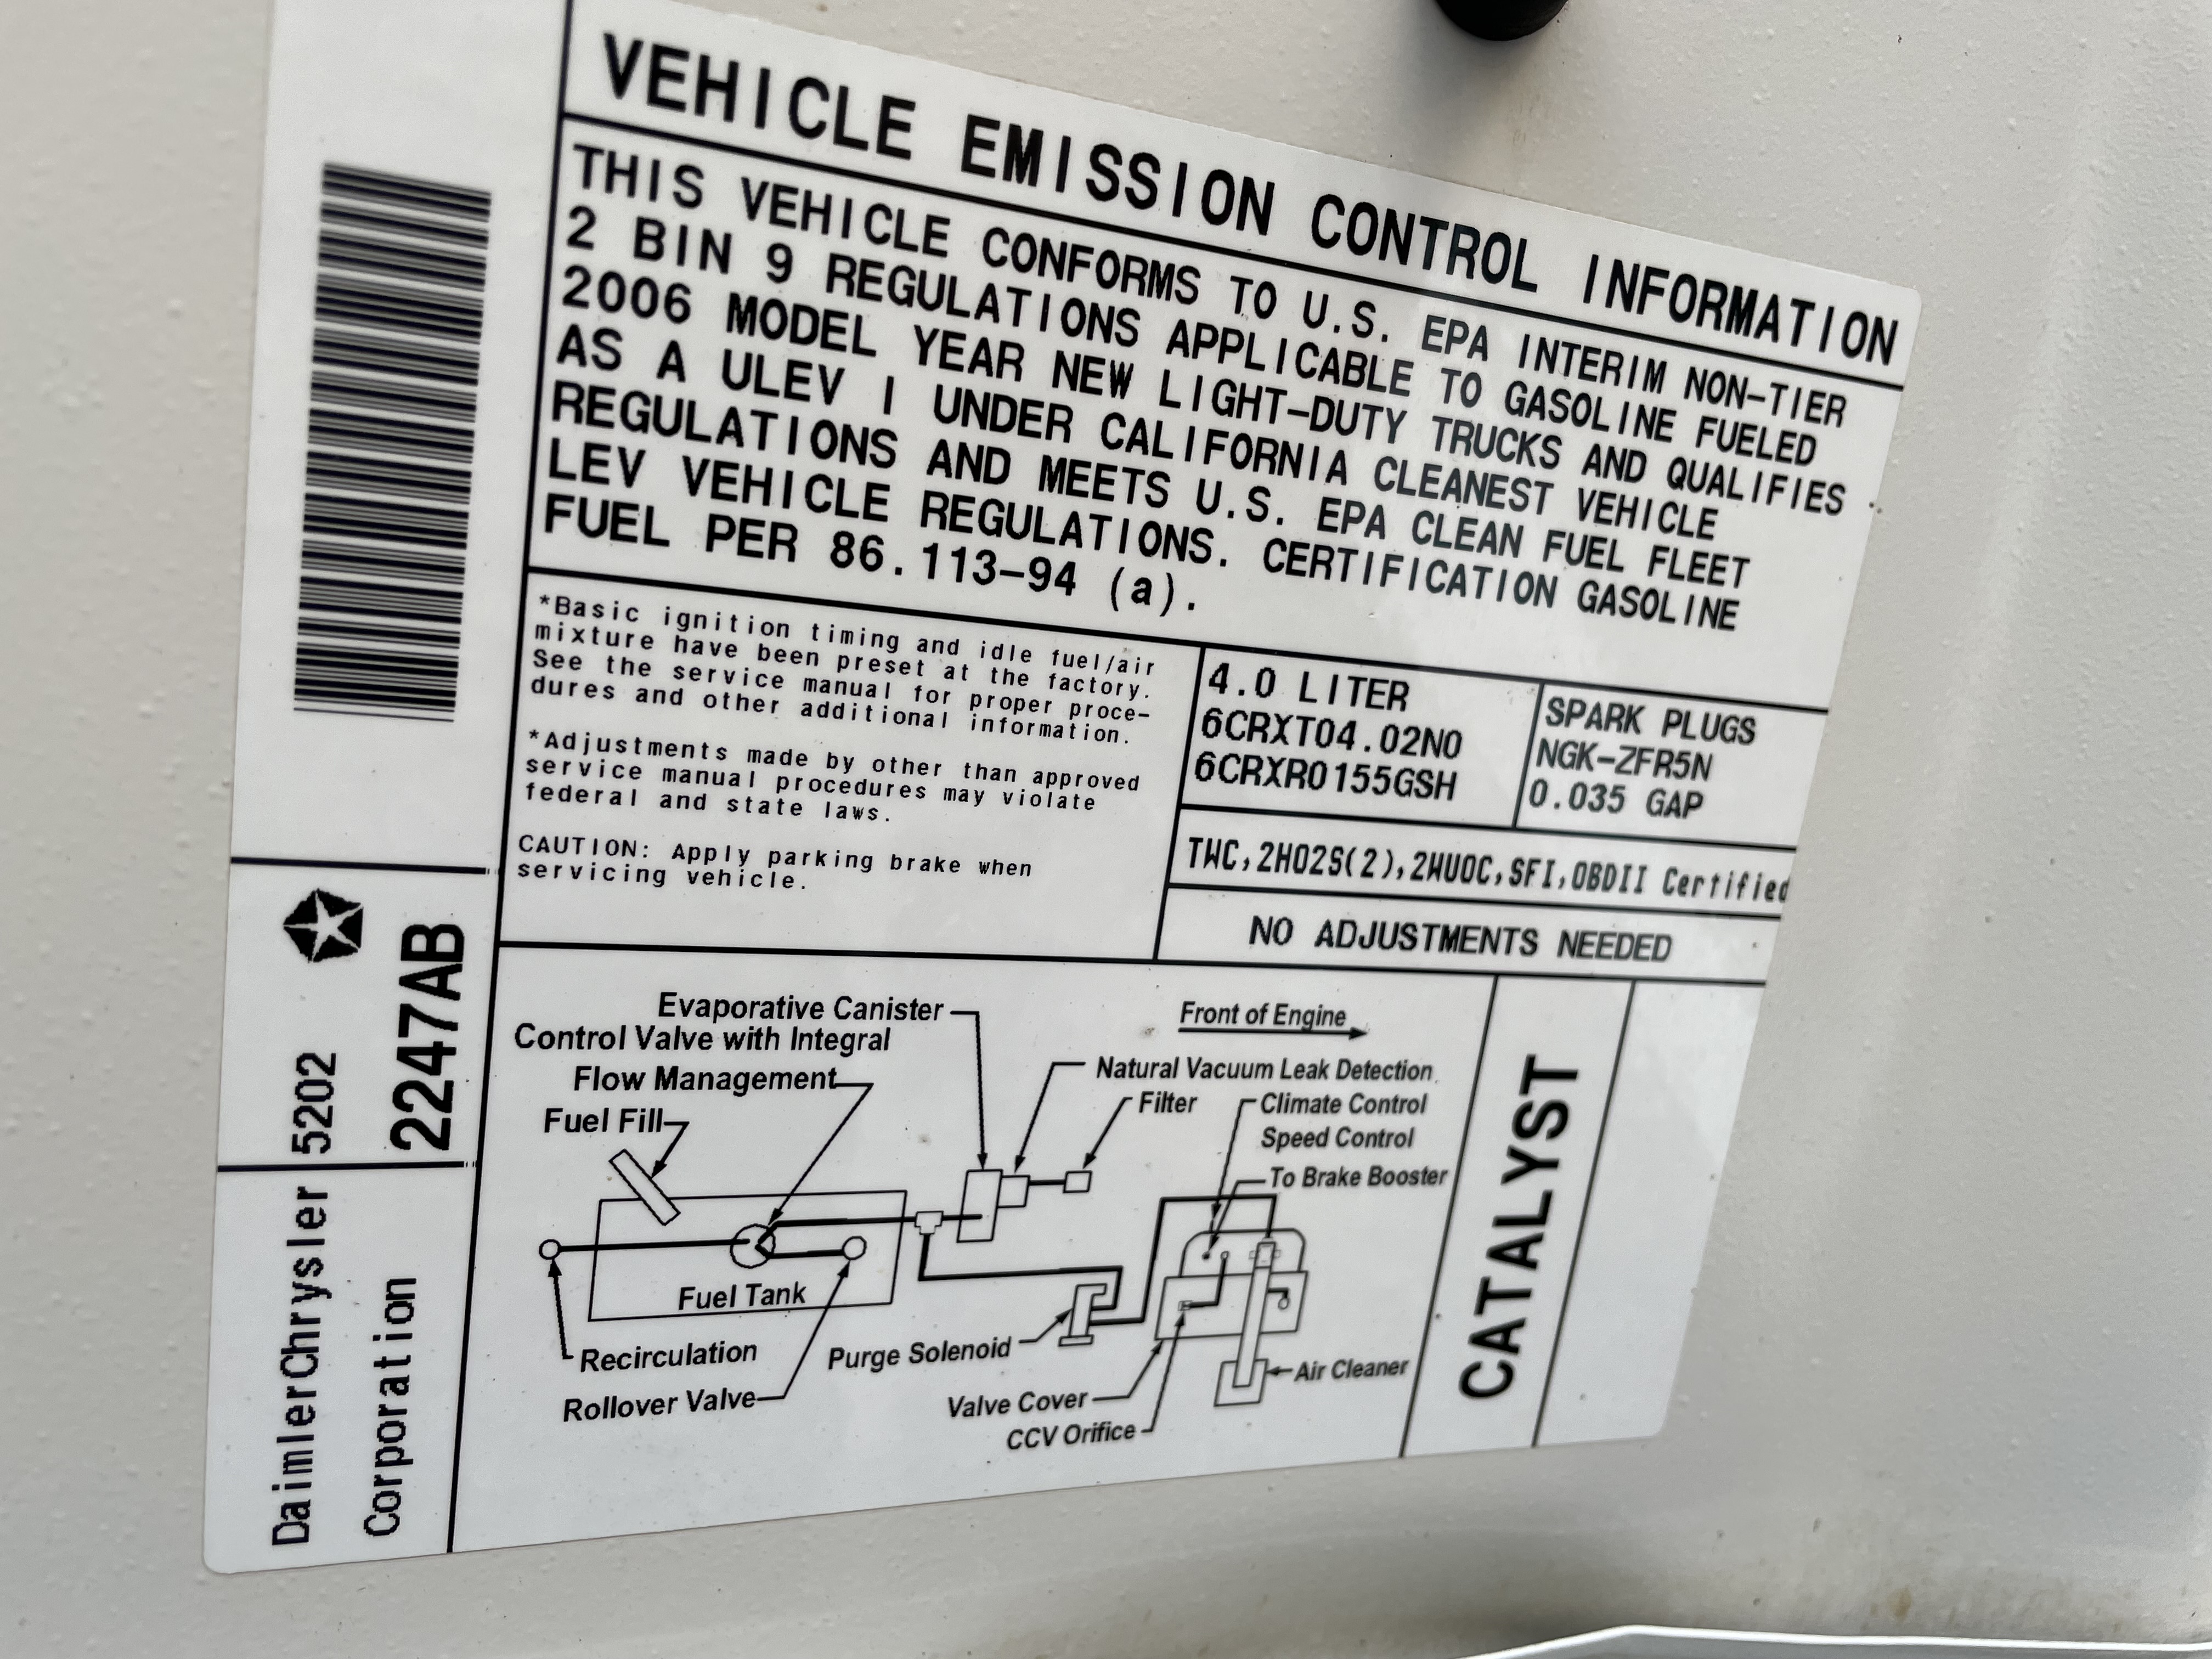 VEHICLE EMISSION CONTROL INFORMATION
THIS VEHICLE CONFORMS TO U.S. EPA INTERIM NON-TIER
2 BIN 9 REGULATIONS APPLICABLE TO GASOLINE FUELED
2006 MODEL YEAR NEW LIGHT-DUTY TRUCKS AND QUALIFIES
AS A ULEV I UNDER CALIFORNIA CLEANEST VEHICLE
REGULATIONS AND MEETS U.S. EPA CLEAN FUEL FLEET
LEV VEHICLE REGULATIONS. CERTIFICATION GASOLINE
FUEL PER 86.113-94 (a).
*Basic ignition timing and idle fuel/air
mixture have been preset at the factory.
See the service manual for proper proce-
dures and other additional information.
*Adjustments made by other than approved
service manual procedures may violate
federal and state laws.
CAUTION: Apply parking brake when
servicing vehicle.
4.0 LITER
6CRXT04.02N0
6CRXR0155GSH
SPARK PLUGS
NGK-ZFR5N
0.035 GAP
TWC,2HO2S(2),2WUOC,SFI,OBDII Certified
NO ADJUSTMENTS NEEDED
Evaporative Canister
Control Valve with Integral
Flow Management
Fuel Fill
Front of Engine
Natural Vacuum Leak Detection
Filter
Climate Control
Speed Control
To Brake Booster
Fuel Tank
Recirculation
Rollover Valve
Purge Solenoid
Valve Cover
CCV Orifice
Air Cleaner
CATALYST
5202
2247AB
DaimlerChrysler
Corporation